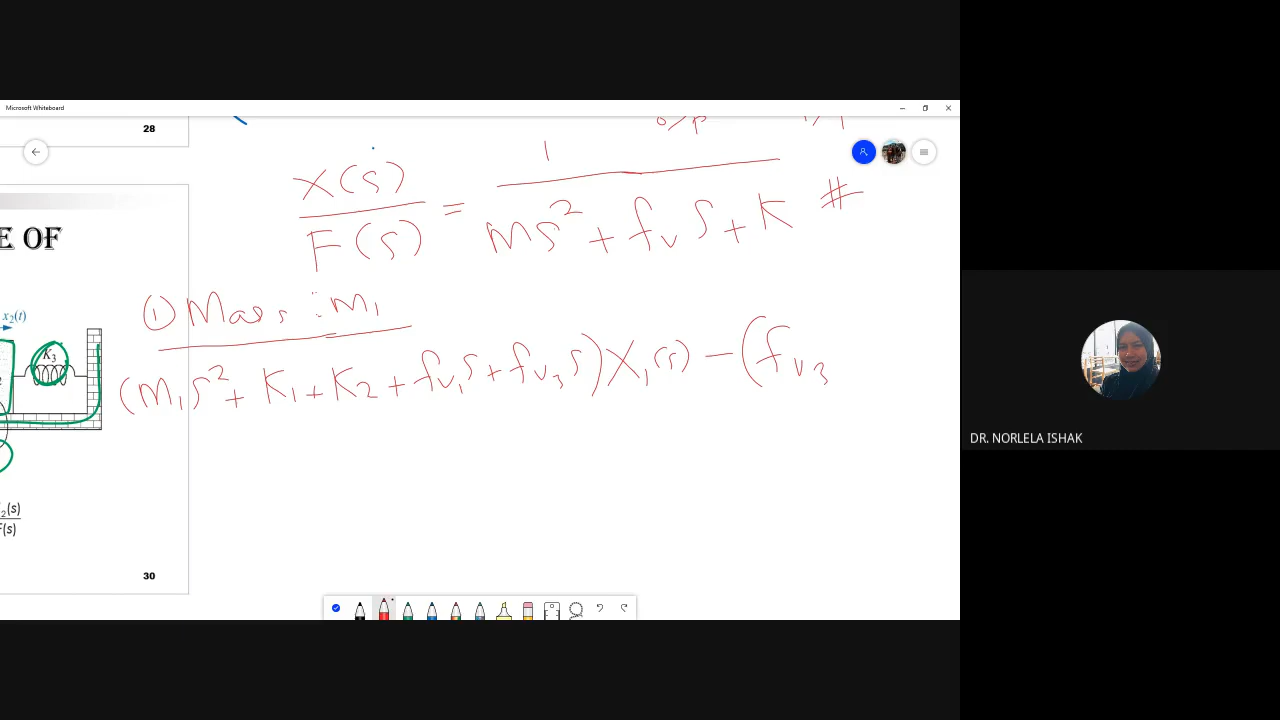 Microsoft Whiteboard
28
X(s)/F(s) = 1/(Ms² + fᵥs + K) #
E OF
① Mass : M₁
x₂(t)
K₃
(M₁s² + K₁ + K₂ + fᵥ₁s + fᵥ₃s)X₁(s) − (fᵥ₃
₂(s)
F(s)
30
DR. NORLELA ISHAK